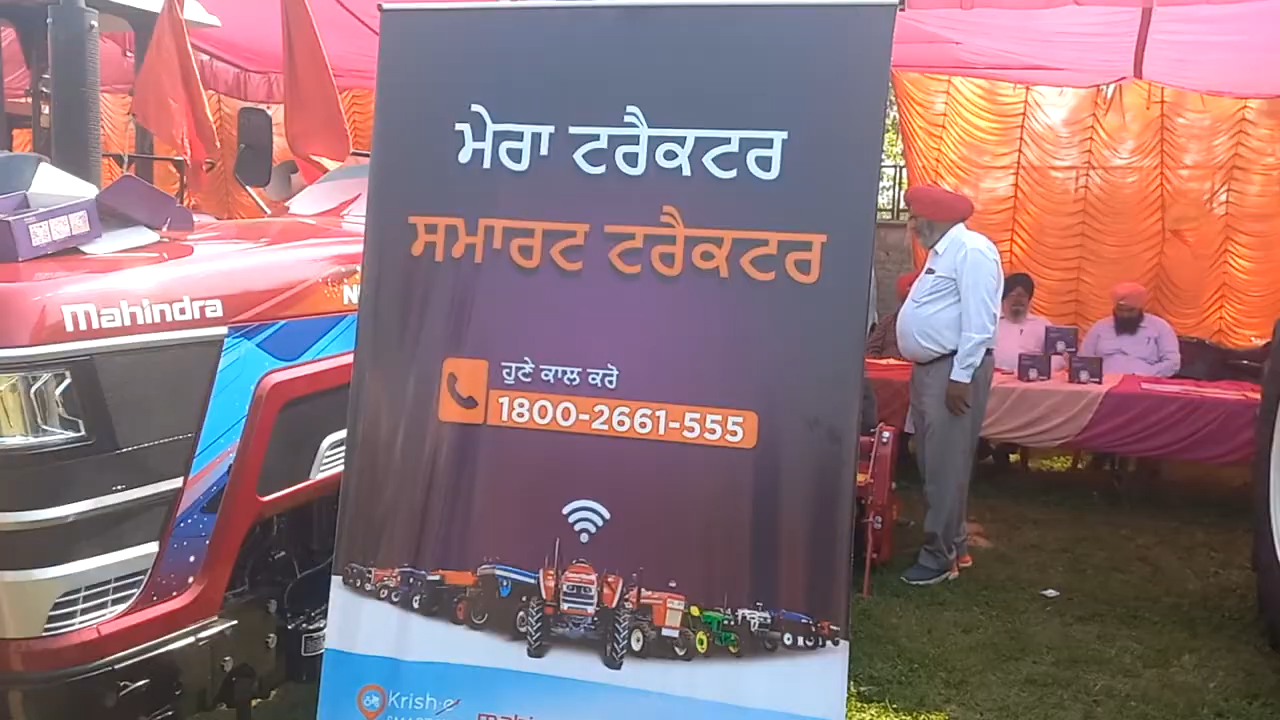 ਮੇਰਾ ਟਰੈਕਟਰ
ਸਮਾਰਟ ਟਰੈਕਟਰ
ਹੁਣੇ ਕਾਲ ਕਰੋ
1800-2661-555
Krish-e
Mahindra